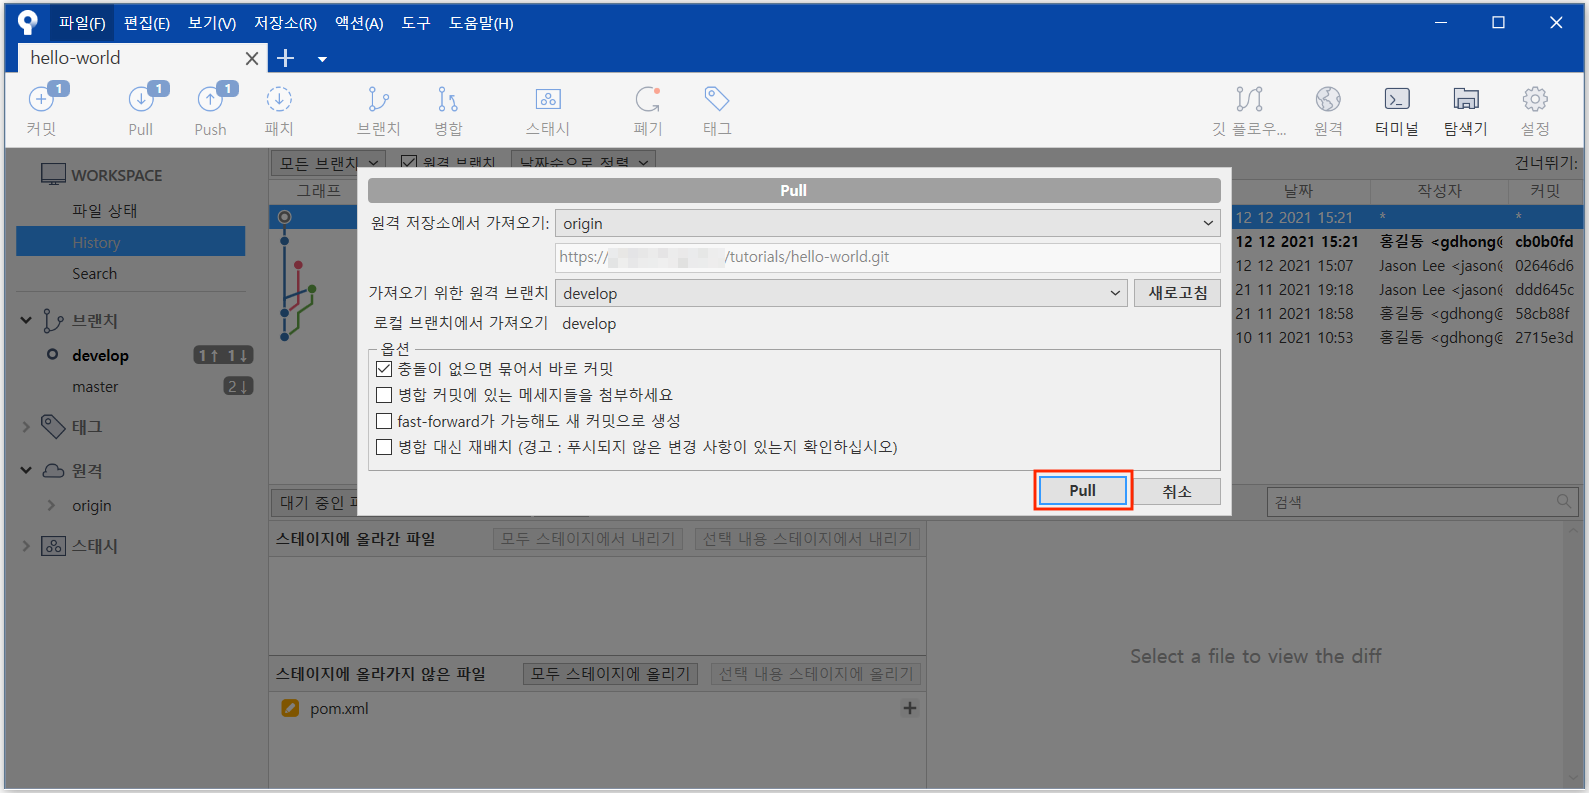 파일(F) 편집(E) 보기(V) 저장소(R) 액션(A) 도구 도움말(H)
hello-world
1 1 1
커밋 Pull Push 패치 브랜치 병합 스태시 폐기 태그 깃 플로우... 원격 터미널 탐색기 설정
WORKSPACE
파일 상태
History
Search
브랜치
develop 1↑ 1↓
master 2↓
태그
원격
origin
스태시
모든 브랜치 원격 브랜치 날짜순으로 정렬 건너뛰기:
그래프 날짜 작성자 커밋
12 12 2021 15:21 * *
12 12 2021 15:21 홍길동 <gdhong@ cb0b0fd
12 12 2021 15:07 Jason Lee <jason@ 02646d6
21 11 2021 19:18 Jason Lee <jason@ ddd645c
21 11 2021 18:58 홍길동 <gdhong@ 58cb88f
10 11 2021 10:53 홍길동 <gdhong@ 2715e3d
Pull
원격 저장소에서 가져오기: origin
https:// /tutorials/hello-world.git
가져오기 위한 원격 브랜치 develop 새로고침
로컬 브랜치에서 가져오기 develop
옵션
충돌이 없으면 묶어서 바로 커밋
병합 커밋에 있는 메세지들을 첨부하세요
fast-forward가 가능해도 새 커밋으로 생성
병합 대신 재배치 (경고 : 푸시되지 않은 변경 사항이 있는지 확인하십시오)
Pull 취소
대기 중인 검색
스테이지에 올라간 파일 모두 스테이지에서 내리기 선택 내용 스테이지에서 내리기
스테이지에 올라가지 않은 파일 모두 스테이지에 올리기 선택 내용 스테이지에 올리기
pom.xml
Select a file to view the diff